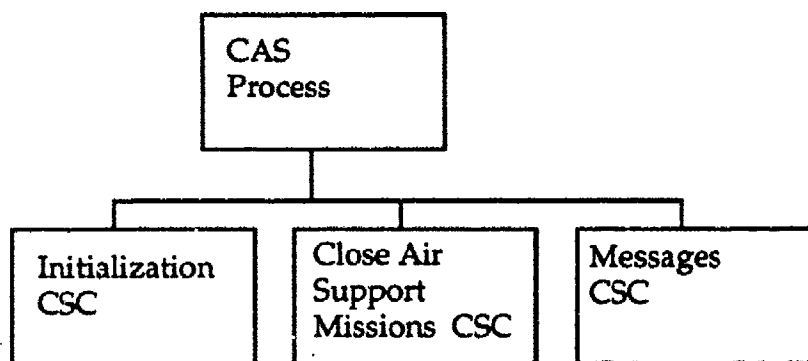 CAS
Process
Initialization
CSC
Close Air
Support
Missions CSC
Messages
CSC